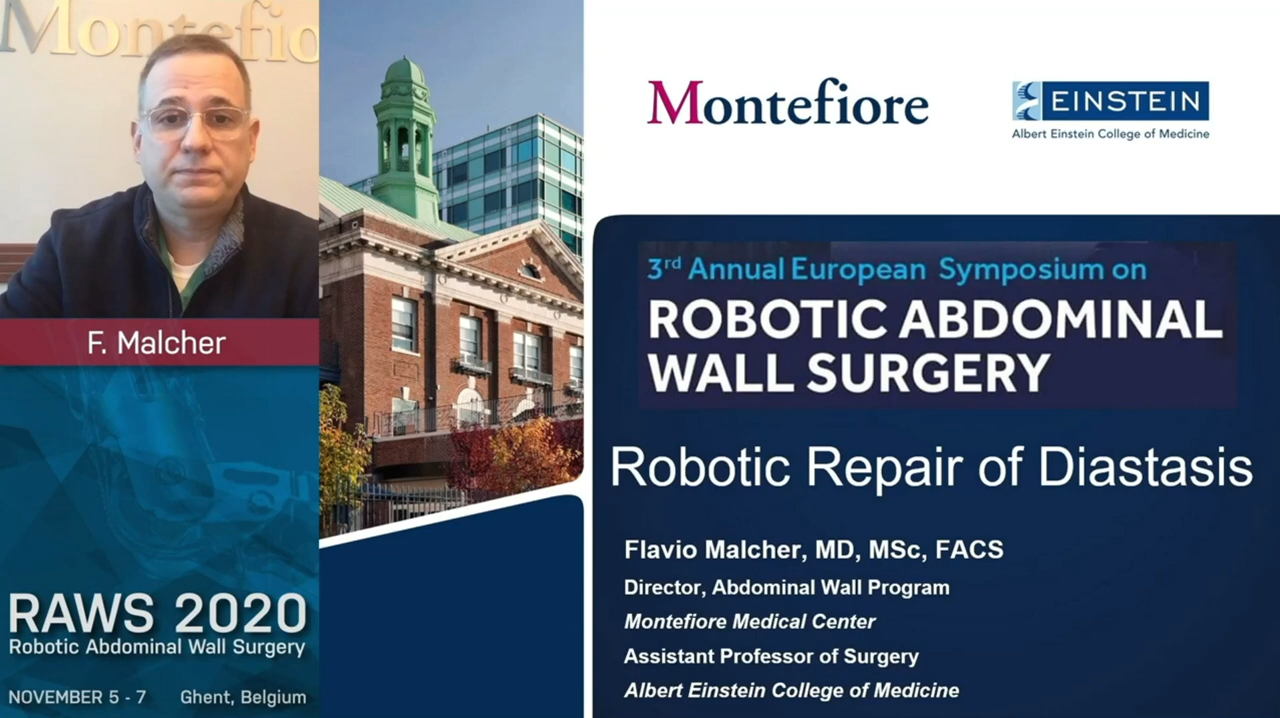 Montefio
F. Malcher
RAWS 2020
Robotic Abdominal Wall Surgery
NOVEMBER 5 - 7 Ghent, Belgium
Montefiore
EINSTEIN
Albert Einstein College of Medicine
3rd Annual European Symposium on
ROBOTIC ABDOMINAL
WALL SURGERY
Robotic Repair of Diastasis
Flavio Malcher, MD, MSc, FACS
Director, Abdominal Wall Program
Montefiore Medical Center
Assistant Professor of Surgery
Albert Einstein College of Medicine